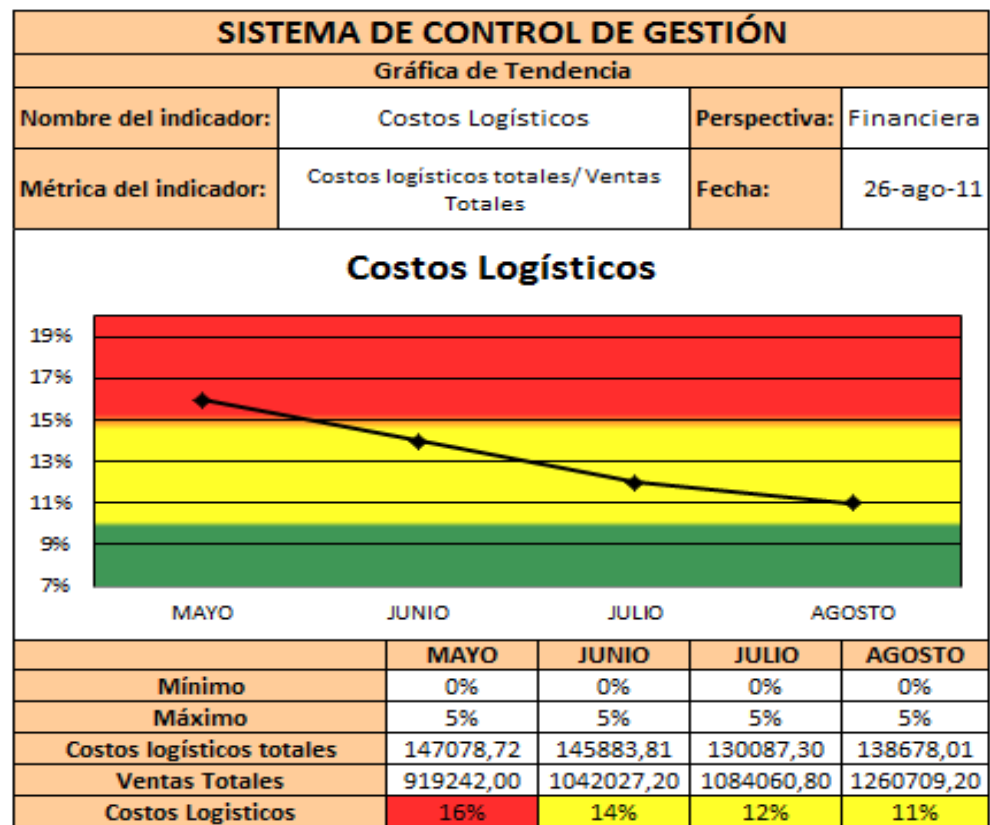 SISTEMA DE CONTROL DE GESTIÓN
Gráfica de Tendencia
Nombre del indicador: Costos Logísticos Perspectiva: Financiera
Métrica del indicador: Costos logísticos totales/ Ventas
Totales
Fecha: 26-ago-11
Costos Logísticos
19%
17%
15%
13%
11%
9%
7%
MAYO JUNIO JULIO AGOSTO
MAYO JUNIO JULIO AGOSTO
Mínimo 0% 0% 0% 0%
Máximo 5% 5% 5% 5%
Costos logísticos totales 147078,72 145883,81 130087,30 138678,01
Ventas Totales 919242,00 1042027,20 1084060,80 1260709,20
Costos Logisticos 16% 14% 12% 11%